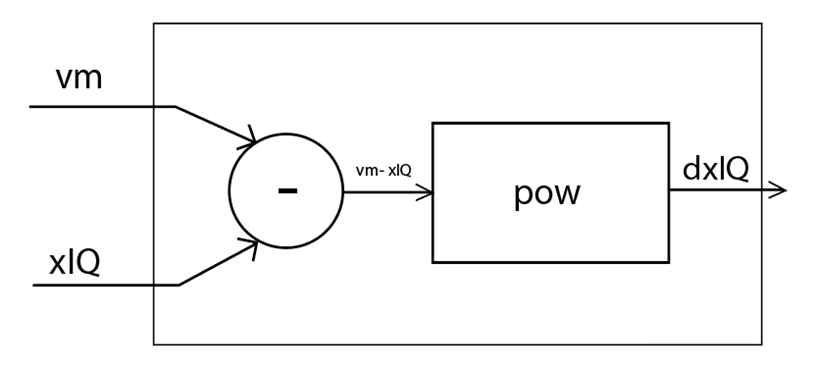 vm
xIQ
-
vm- xIQ
pow
dxIQ